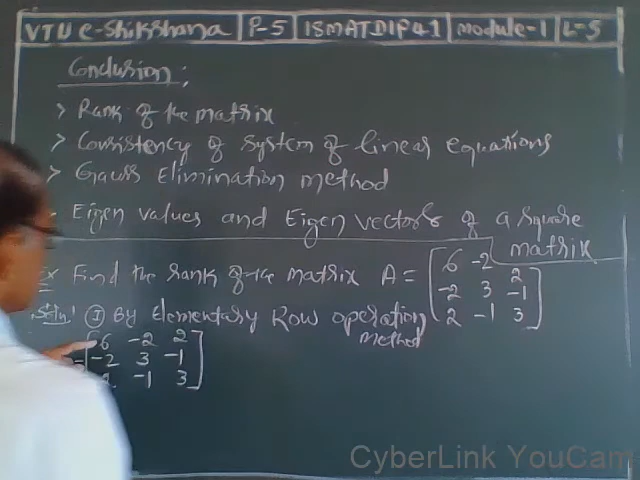 VTU e-Shikshana | P-5 | 18MATDIP41 | Module-1 | L-5
Conclusion:
> Rank of the matrix
> Consistency of system of linear equations
> Gauss Elimination method
Eigen values and Eigen vectors of a square
matrix
Ex Find the rank of the matrix A = [6 -2 2
-2 3 -1
2 -1 3]
Soln: (I) By Elementary Row operation
method
[6 -2 2
-2 3 -1
-1 3]
CyberLink YouCam